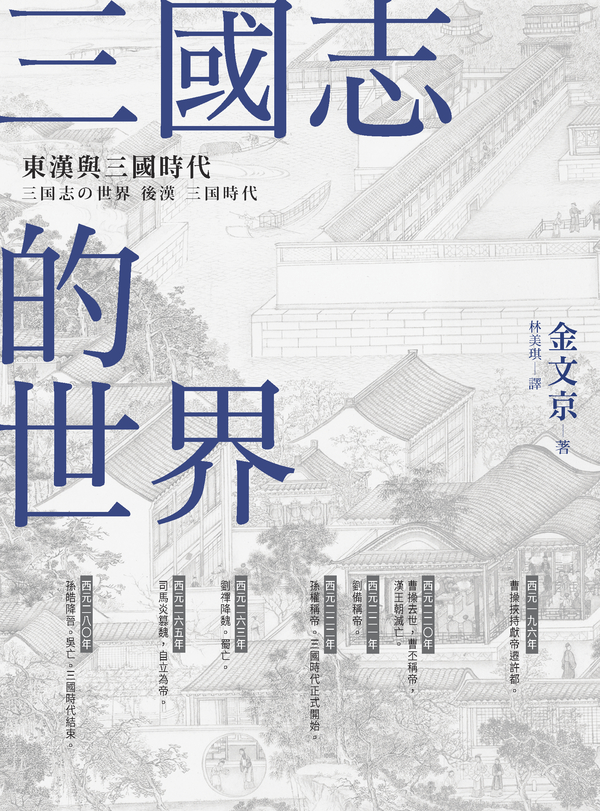 三國志
東漢與三國時代
三国志の世界 後漢 三国時代
的
世界
金文京—著
林美琪—譯
西元一九六年
曹操挾持獻帝遷許都。
西元二二〇年
曹操去世，曹丕稱帝，
漢王朝滅亡。
西元二二一年
劉備稱帝。
西元二二二年
孫權稱帝。三國時代正式開始。
西元二六三年
劉禪降魏。蜀亡。
西元二六五年
司馬炎篡魏，自立為帝。
西元二八〇年
孫皓降晉。吳亡。三國時代結束。